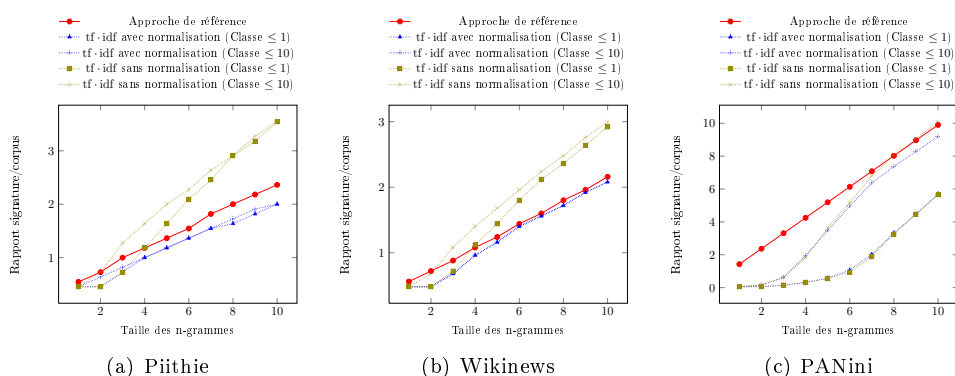 Approche de référence
tf · idf avec normalisation (Classe ≤ 1)
tf · idf avec normalisation (Classe ≤ 10)
tf · idf sans normalisation (Classe ≤ 1)
tf · idf sans normalisation (Classe ≤ 10)
3
2
1
2 4 6 8 10
Rapport signature/corpus
Taille des n-grammes
(a) Piithie
Approche de référence
tf · idf avec normalisation (Classe ≤ 1)
tf · idf avec normalisation (Classe ≤ 10)
tf · idf sans normalisation (Classe ≤ 1)
tf · idf sans normalisation (Classe ≤ 10)
3
2
1
2 4 6 8 10
Rapport signature/corpus
Taille des n-grammes
(b) Wikinews
Approche de référence
tf · idf avec normalisation (Classe ≤ 1)
tf · idf avec normalisation (Classe ≤ 10)
tf · idf sans normalisation (Classe ≤ 1)
tf · idf sans normalisation (Classe ≤ 10)
10
8
6
4
2
0
2 4 6 8 10
Rapport signature/corpus
Taille des n-grammes
(c) PANini